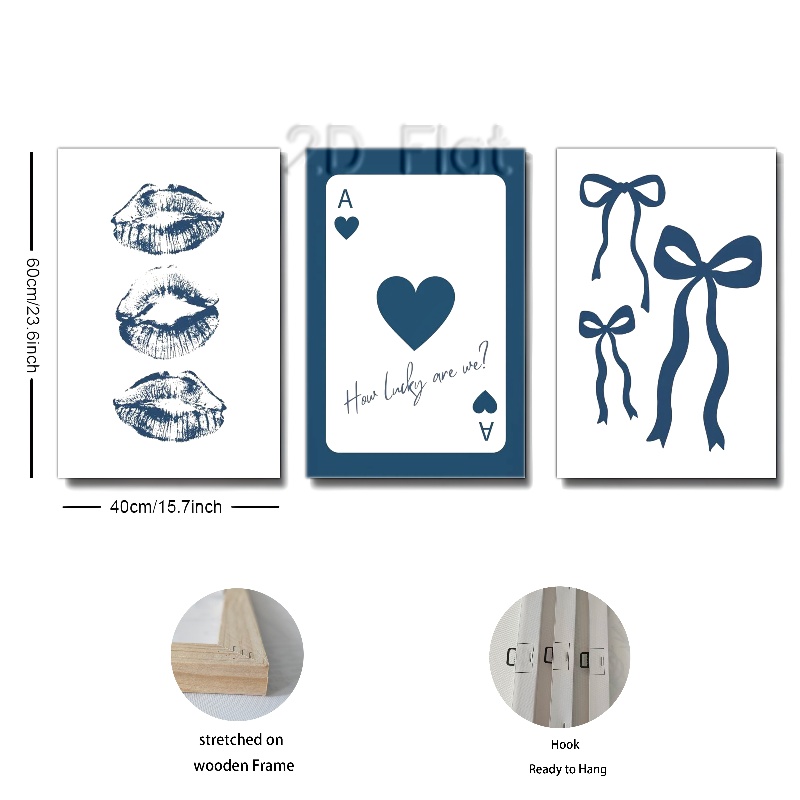 2D Flat
60cm/23.6inch
A
How Lucky are we?
A
40cm/15.7inch
stretched on
wooden Frame
Hook
Ready to Hang